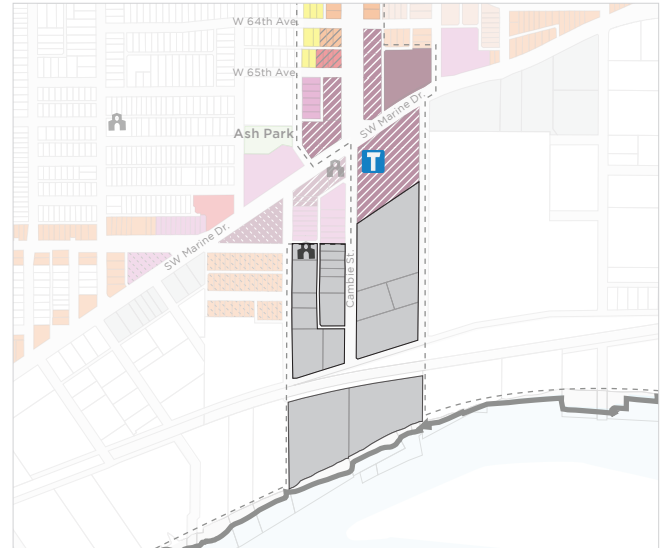 W 64th Ave
W 65th Ave
SW Marine Dr.
Ash Park
T
SW Marine Dr.
Cambie St.